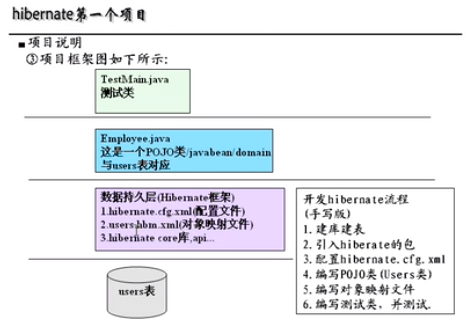 hibernate第一个项目
■项目说明
③项目框架图如下所示:
TestMain.java
测试类
Employee.java
这是一个POJO类/javabean/domain
与users表对应
数据持久层(Hibernate框架)
1.hibernate.cfg.xml(配置文件)
2.users.hbm.xml(对象映射文件)
3.hibernate core库,api...
users表
开发hibernate流程
(手写版)
1. 建库建表
2. 引入hiberate的包
3. 配置hibernate.cfg.xml
4. 编写POJO类(Users类)
5. 编写对象映射文件
6. 编写测试类，并测试.